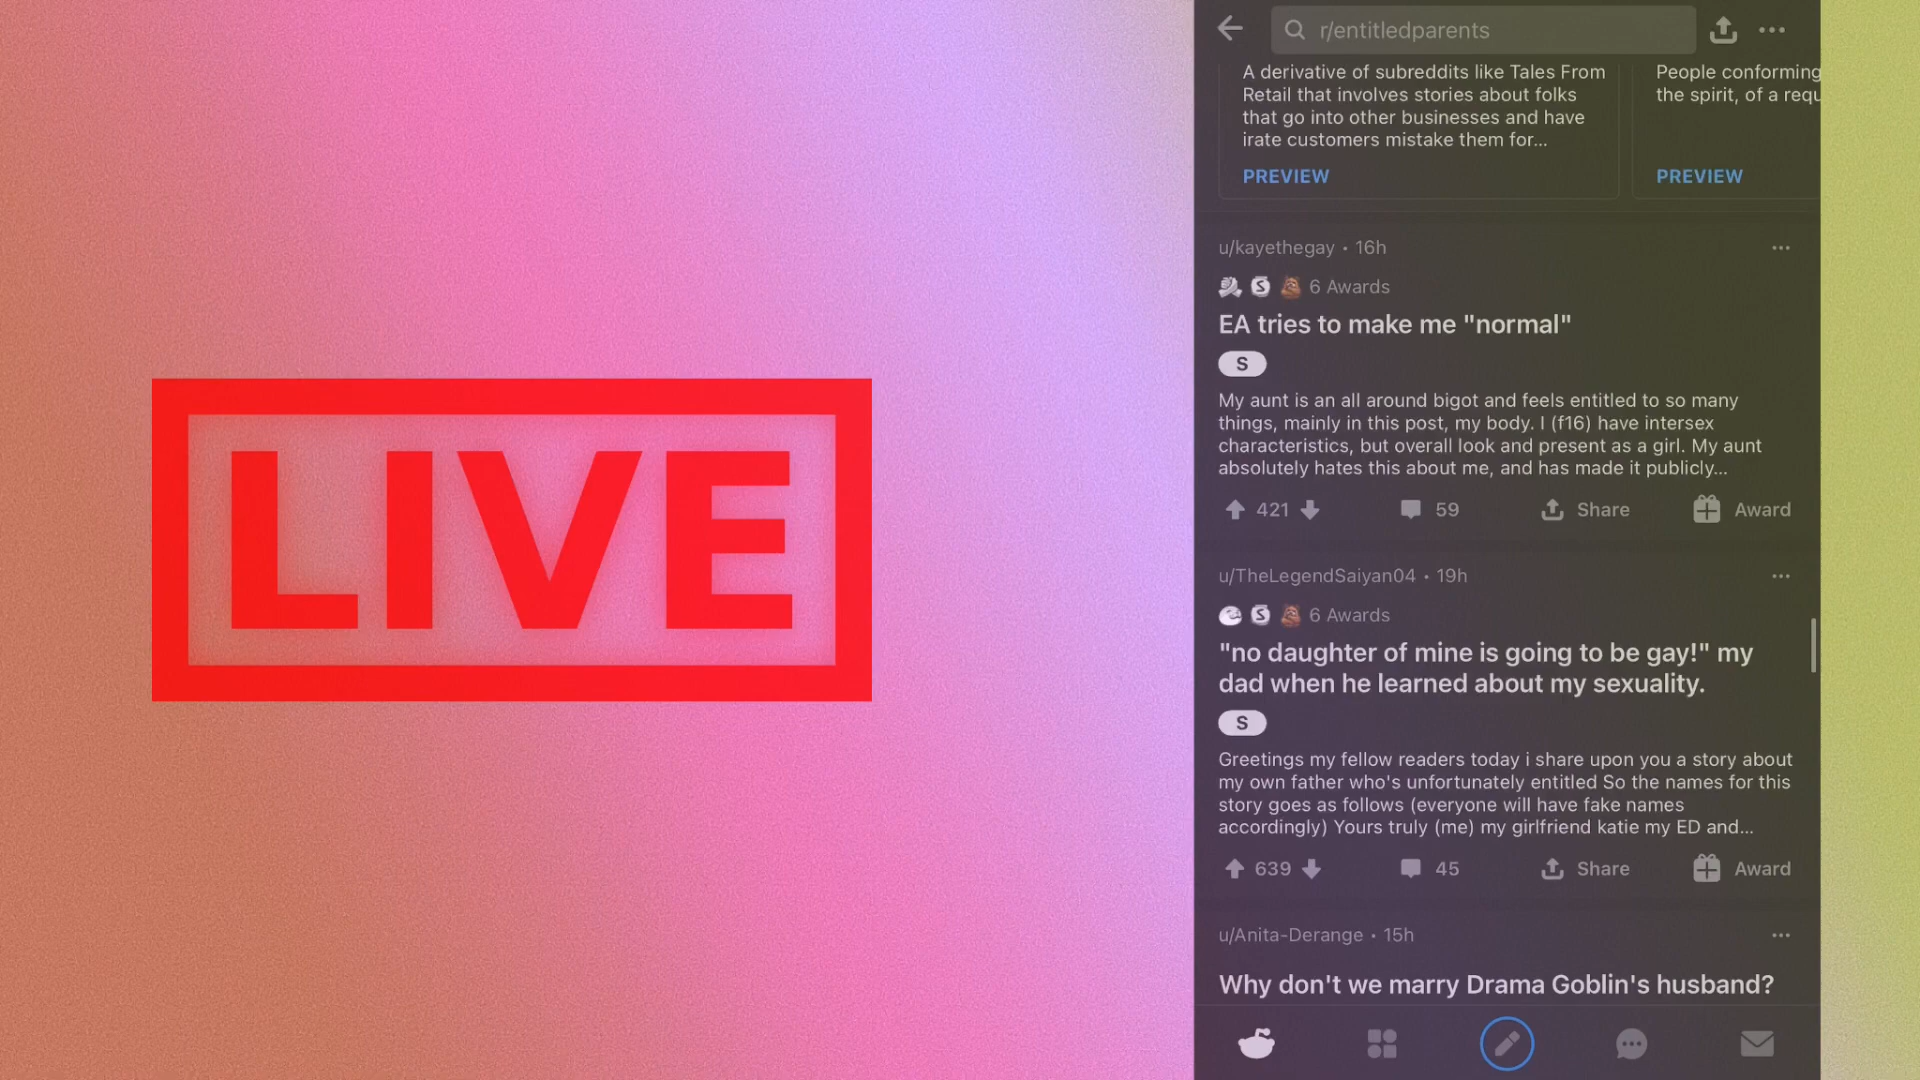 LIVE
r/entitledparents
A derivative of subreddits like Tales From
Retail that involves stories about folks
that go into other businesses and have
irate customers mistake them for...
PREVIEW
People conforming
the spirit, of a requ
PREVIEW
u/kayethegay • 16h
6 Awards
EA tries to make me "normal"
S
My aunt is an all around bigot and feels entitled to so many
things, mainly in this post, my body. I (f16) have intersex
characteristics, but overall look and present as a girl. My aunt
absolutely hates this about me, and has made it publicly...
421
59
Share
Award
u/TheLegendSaiyan04 • 19h
6 Awards
"no daughter of mine is going to be gay!" my
dad when he learned about my sexuality.
S
Greetings my fellow readers today i share upon you a story about
my own father who's unfortunately entitled So the names for this
story goes as follows (everyone will have fake names
accordingly) Yours truly (me) my girlfriend katie my ED and...
639
45
Share
Award
u/Anita-Derange • 15h
Why don't we marry Drama Goblin's husband?